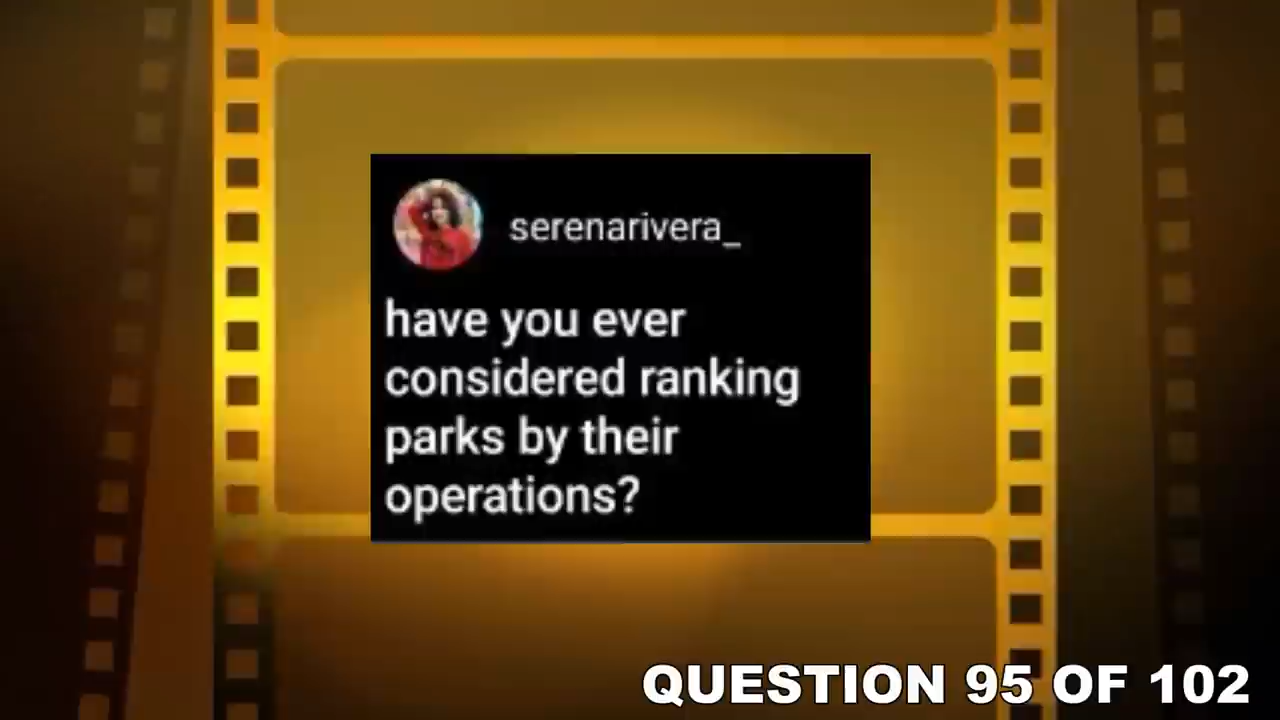 serenarivera_
have you ever
considered ranking
parks by their
operations?
QUESTION 95 OF 102